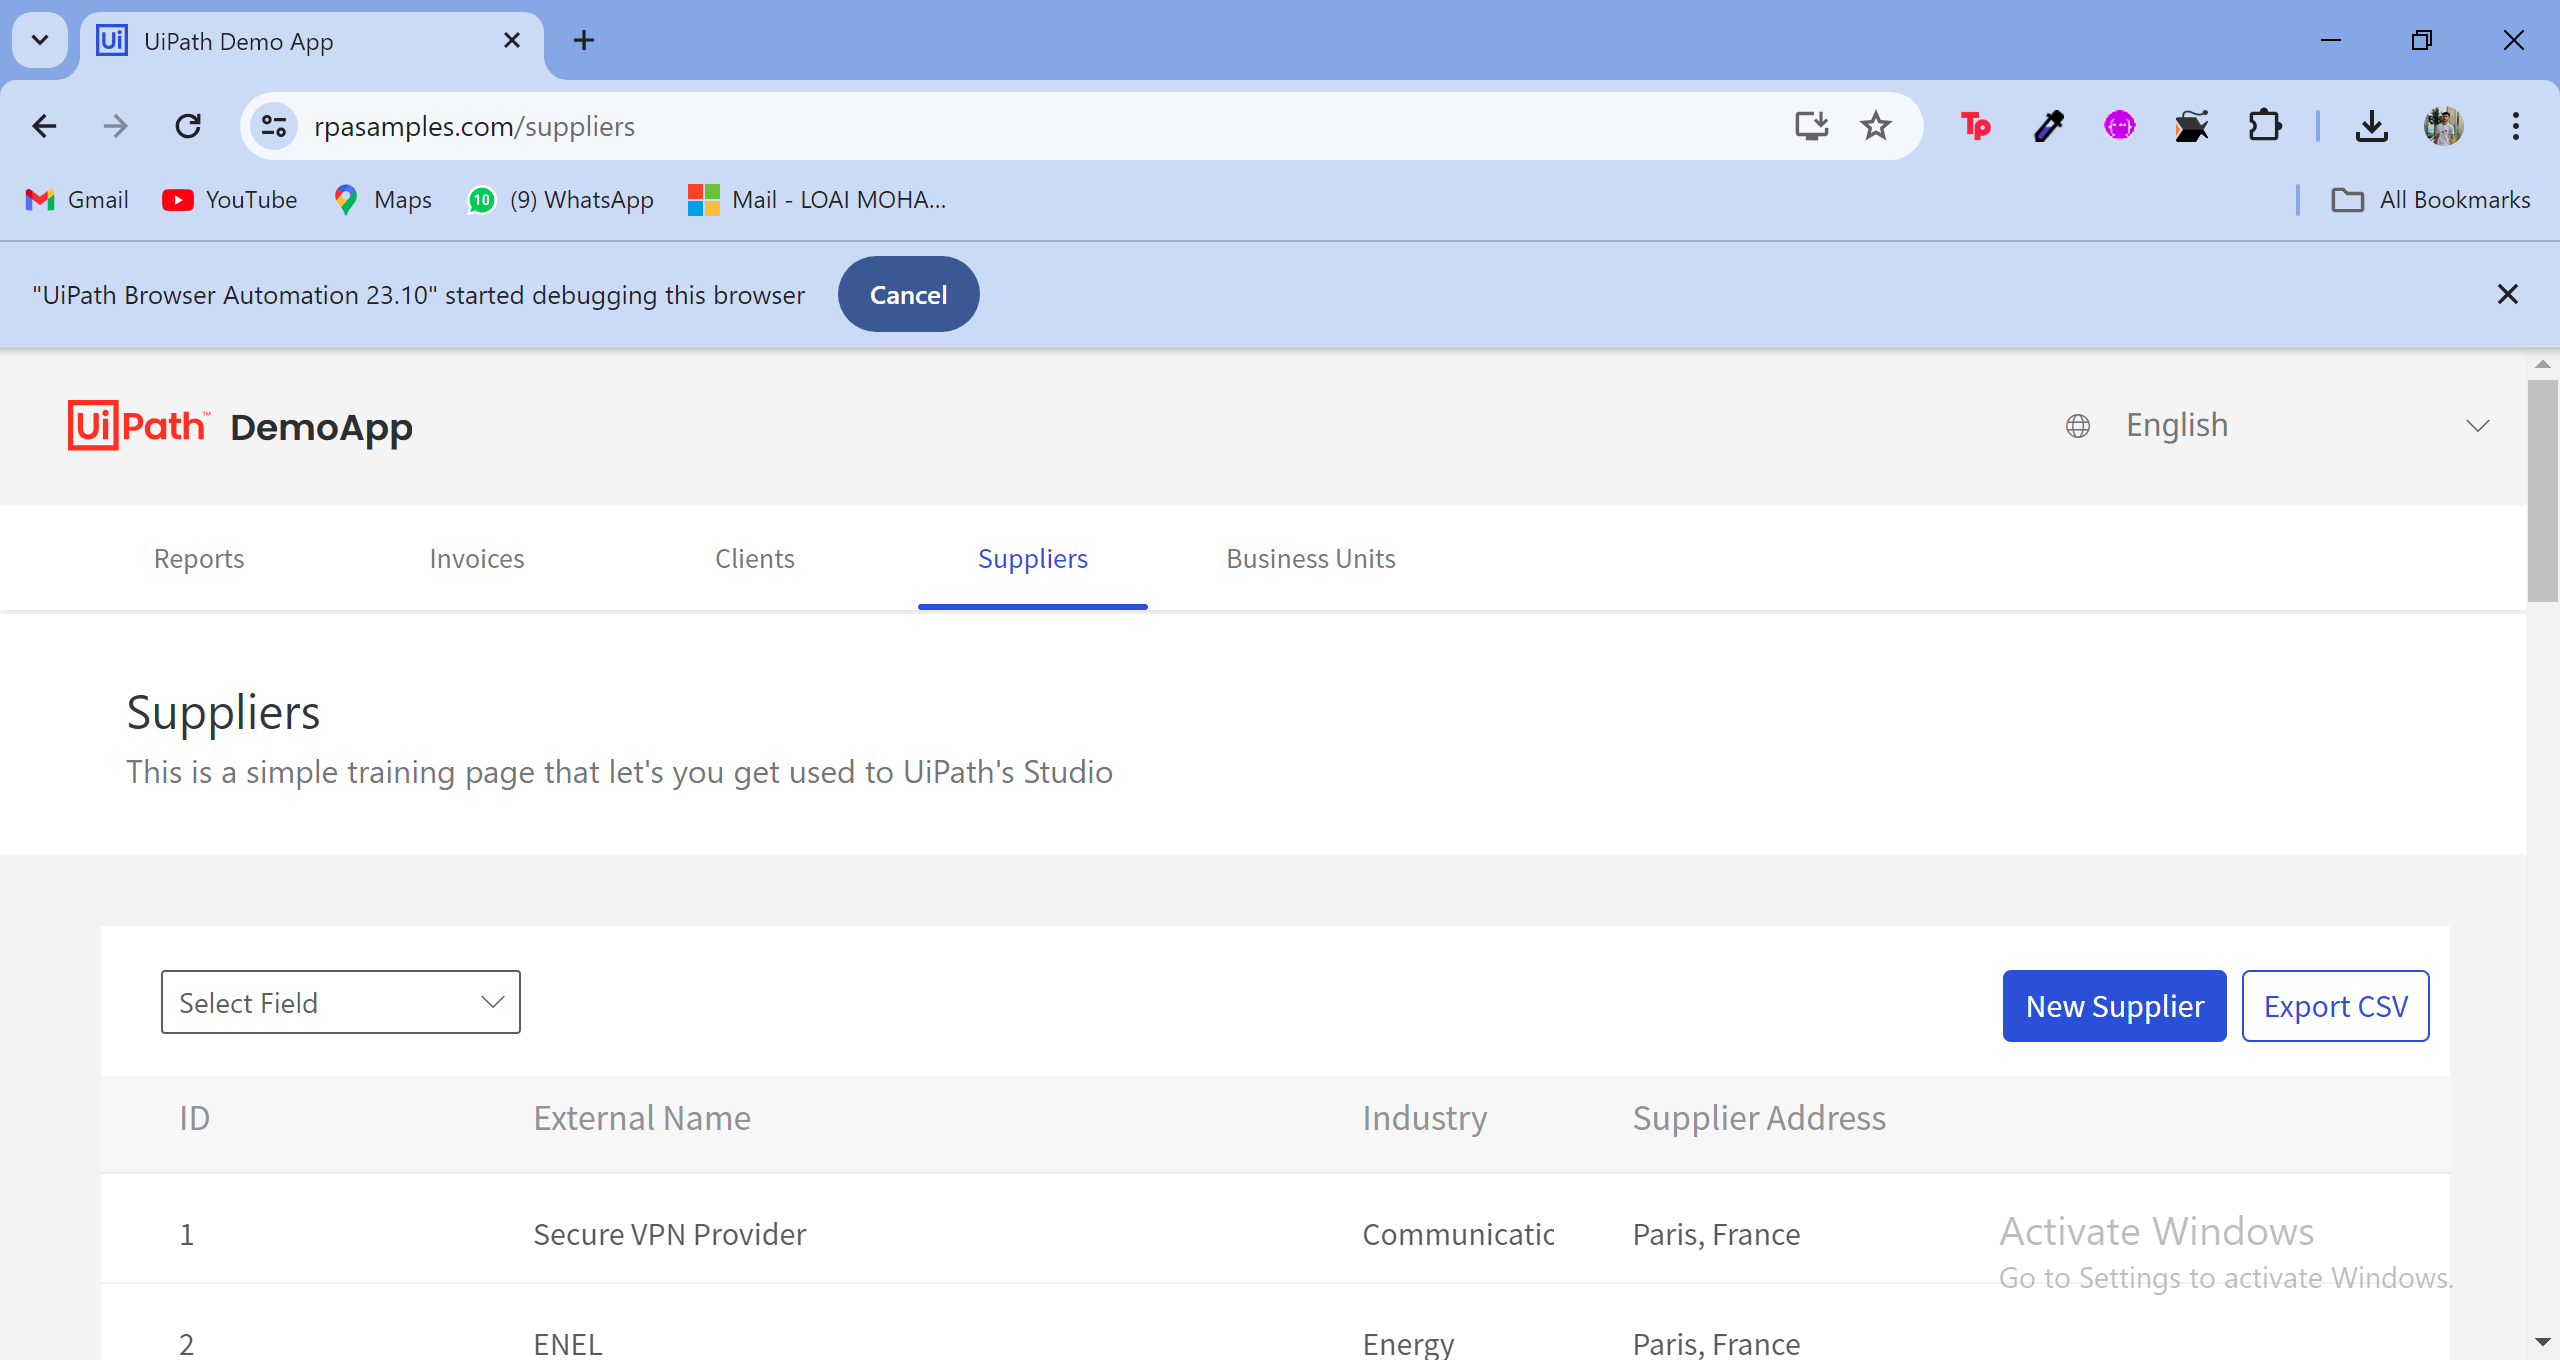 UiPath Demo App
rpasamples.com/suppliers
Gmail YouTube Maps 10 (9) WhatsApp Mail - LOAI MOHA... All Bookmarks
"UiPath Browser Automation 23.10" started debugging this browser Cancel
UiPath™ DemoApp English
Reports Invoices Clients Suppliers Business Units
Suppliers
This is a simple training page that let's you get used to UiPath's Studio
Select Field New Supplier Export CSV
ID External Name Industry Supplier Address
1 Secure VPN Provider Communicatic Paris, France
Activate Windows
Go to Settings to activate Windows.
2 ENEL Energy Paris, France